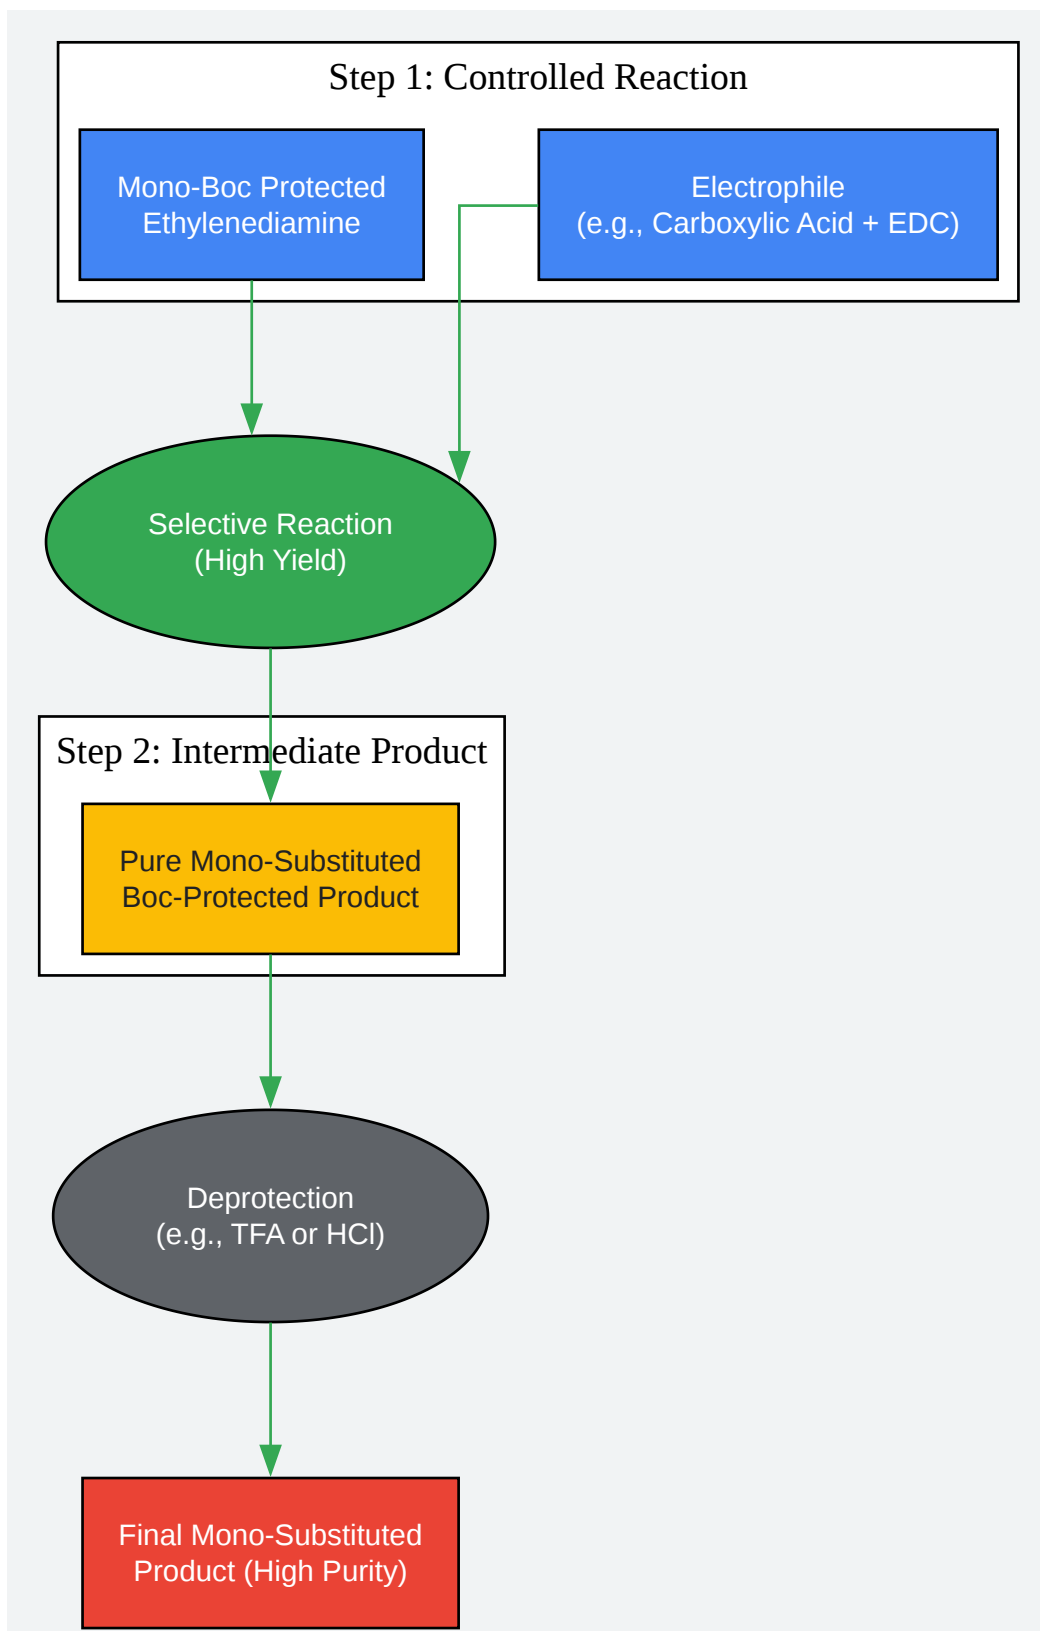 Step 1: Controlled Reaction
Mono-Boc Protected
Ethylenediamine
Electrophile
(e.g., Carboxylic Acid + EDC)
Selective Reaction
(High Yield)
Step 2: Intermediate Product
Pure Mono-Substituted
Boc-Protected Product
Deprotection
(e.g., TFA or HCl)
Final Mono-Substituted
Product (High Purity)